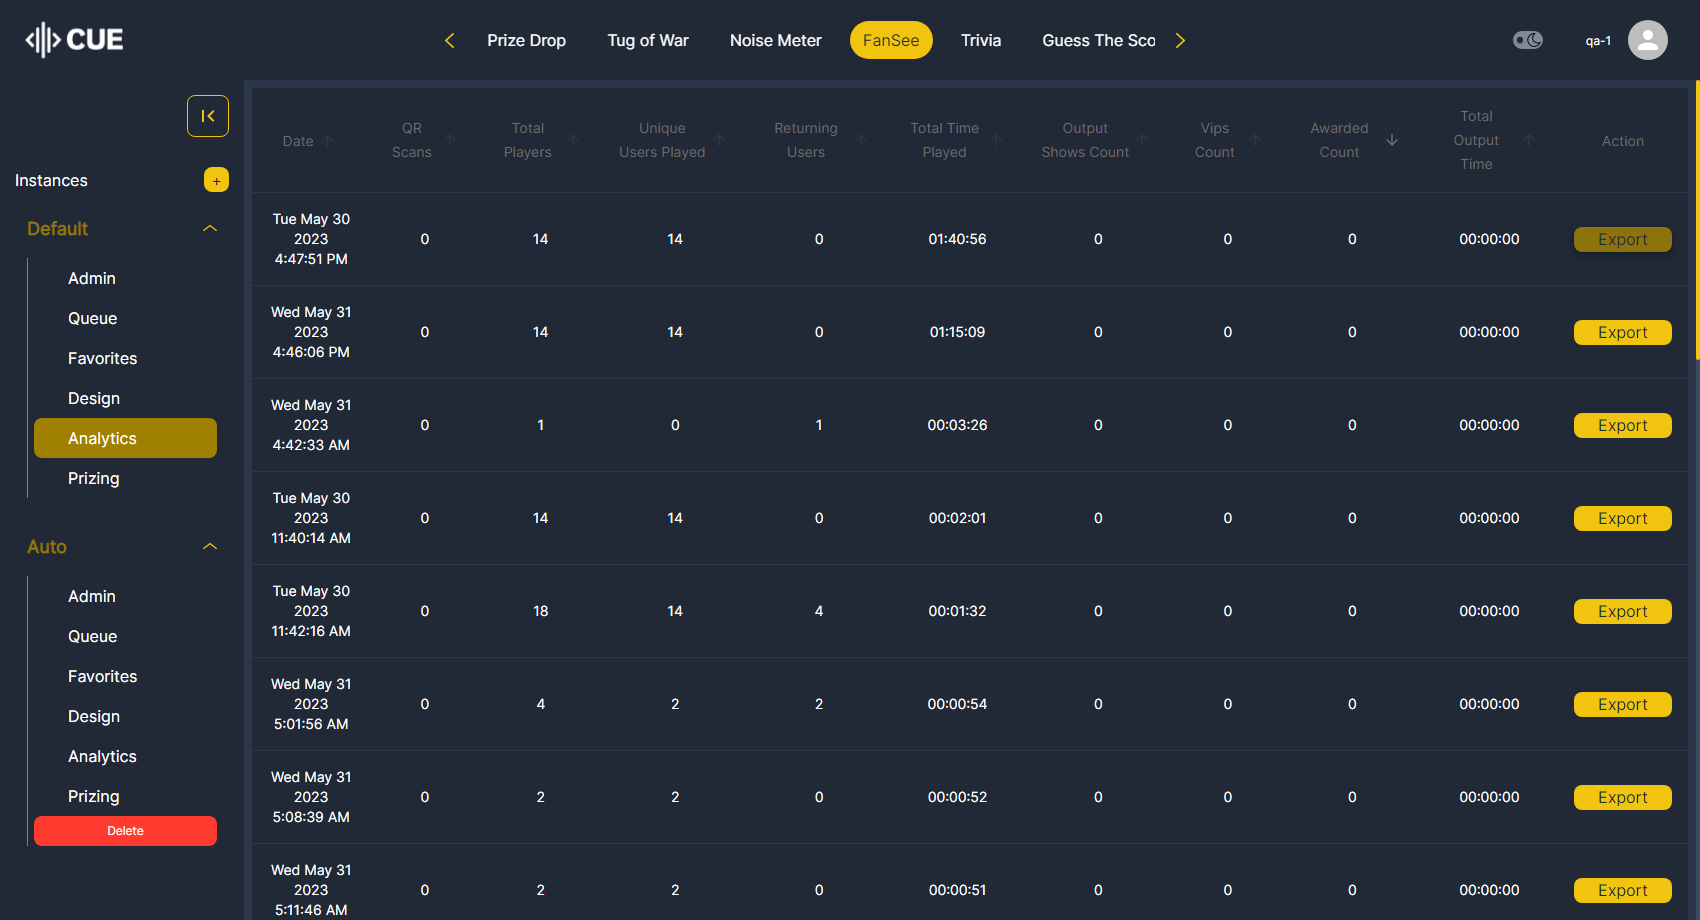 CUE
Prize Drop
Tug of War
Noise Meter
FanSee
Trivia
Guess The Sco
qa-1
Instances
+
Default
Admin
Queue
Favorites
Design
Analytics
Prizing
Auto
Admin
Queue
Favorites
Design
Analytics
Prizing
Delete
Date
QR
Scans
Total
Players
Unique
Users Played
Returning
Users
Total Time
Played
Output
Shows Count
Vips
Count
Awarded
Count
Total
Output
Time
Action
Tue May 30
2023
4:47:51 PM
0
14
14
0
01:40:56
0
0
0
00:00:00
Export
Wed May 31
2023
4:46:06 PM
0
14
14
0
01:15:09
0
0
0
00:00:00
Export
Wed May 31
2023
4:42:33 AM
0
1
0
1
00:03:26
0
0
0
00:00:00
Export
Tue May 30
2023
11:40:14 AM
0
14
14
0
00:02:01
0
0
0
00:00:00
Export
Tue May 30
2023
11:42:16 AM
0
18
14
4
00:01:32
0
0
0
00:00:00
Export
Wed May 31
2023
5:01:56 AM
0
4
2
2
00:00:54
0
0
0
00:00:00
Export
Wed May 31
2023
5:08:39 AM
0
2
2
0
00:00:52
0
0
0
00:00:00
Export
Wed May 31
2023
5:11:46 AM
0
2
2
0
00:00:51
0
0
0
00:00:00
Export